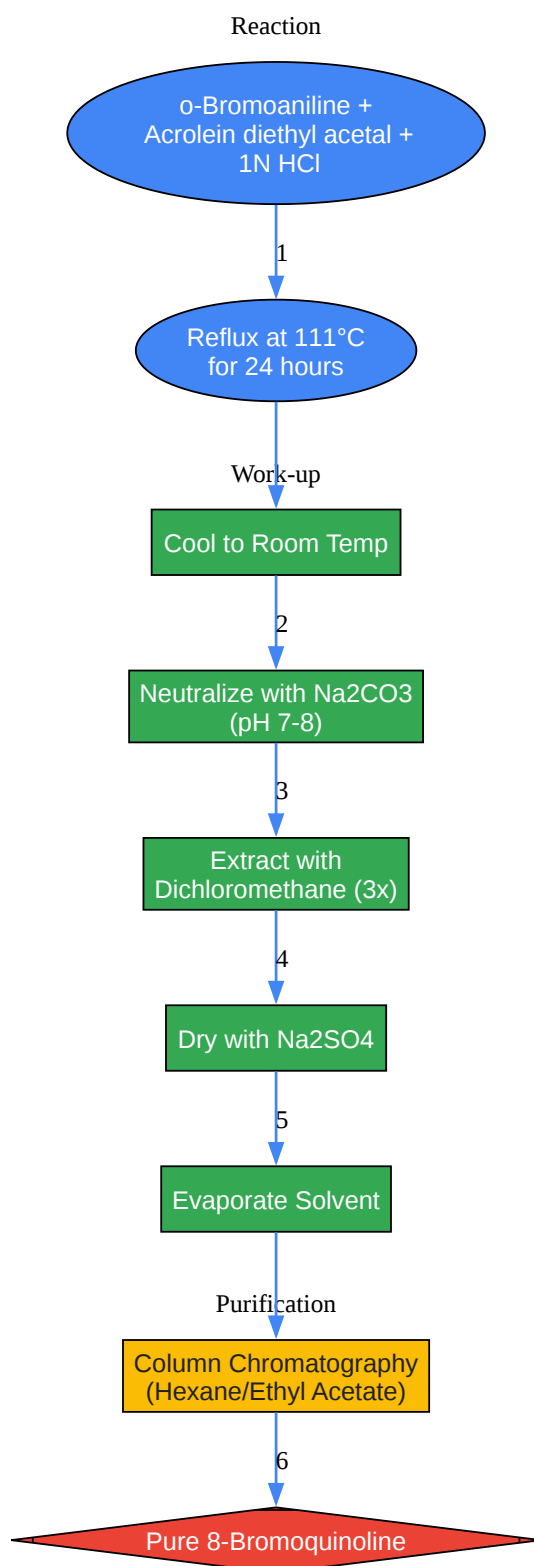 Reaction
o-Bromoaniline +
Acrolein diethyl acetal +
1N HCl
1
Reflux at 111°C
for 24 hours
Work-up
Cool to Room Temp
2
Neutralize with Na2CO3
(pH 7-8)
3
Extract with
Dichloromethane (3x)
4
Dry with Na2SO4
5
Evaporate Solvent
Purification
Column Chromatography
(Hexane/Ethyl Acetate)
6
Pure 8-Bromoquinoline